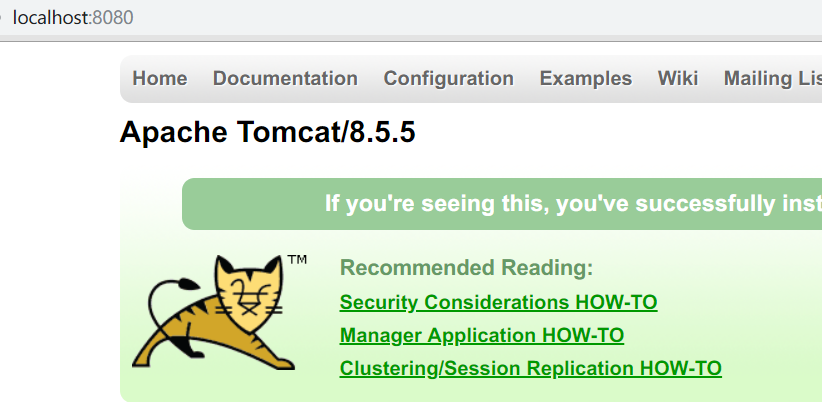 localhost:8080
Home Documentation Configuration Examples Wiki Mailing Lis
Apache Tomcat/8.5.5
If you're seeing this, you've successfully inst
TM
Recommended Reading:
Security Considerations HOW-TO
Manager Application HOW-TO
Clustering/Session Replication HOW-TO